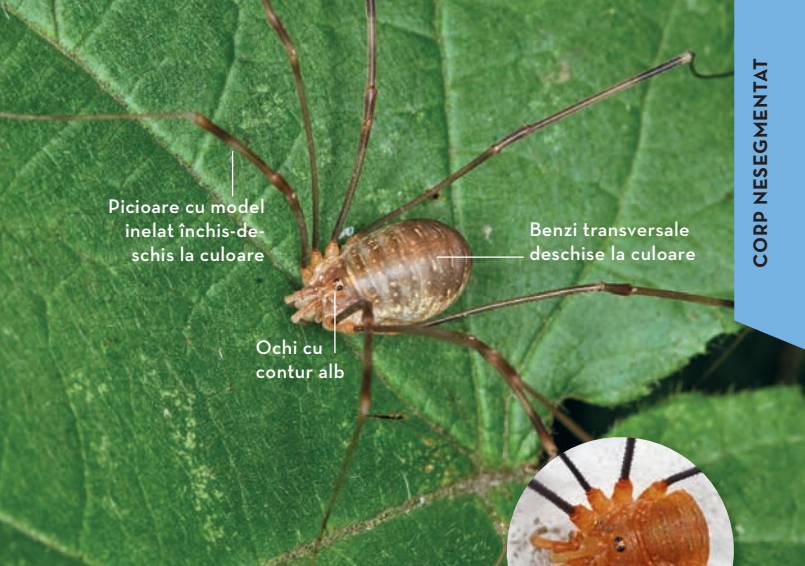 CORP NESEGMENTAT
Picioare cu model
inelat închis-de-
schis la culoare
Benzi transversale
deschise la culoare
Ochi cu
contur alb